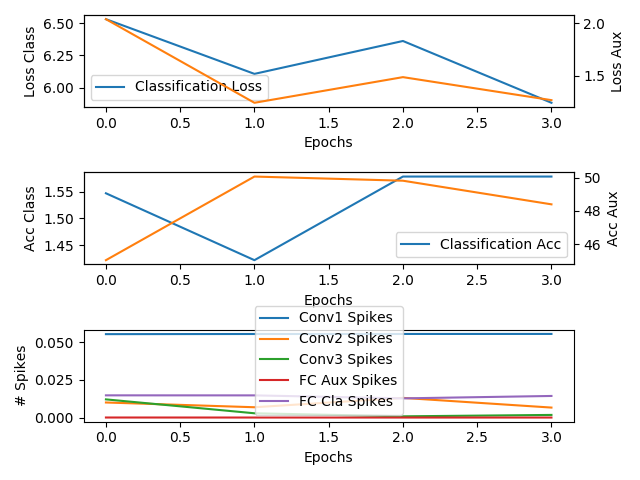 6.50
6.25
6.00
Loss Class
2.0
1.5
Loss Aux
Classification Loss
0.0 0.5 1.0 1.5 2.0 2.5 3.0
Epochs
1.55
1.50
1.45
Acc Class
50
48
46
Acc Aux
Classification Acc
0.0 0.5 1.0 1.5 2.0 2.5 3.0
Epochs
0.050
0.025
0.000
# Spikes
Conv1 Spikes
Conv2 Spikes
Conv3 Spikes
FC Aux Spikes
FC Cla Spikes
0.0 0.5 1.0 1.5 2.0 2.5 3.0
Epochs